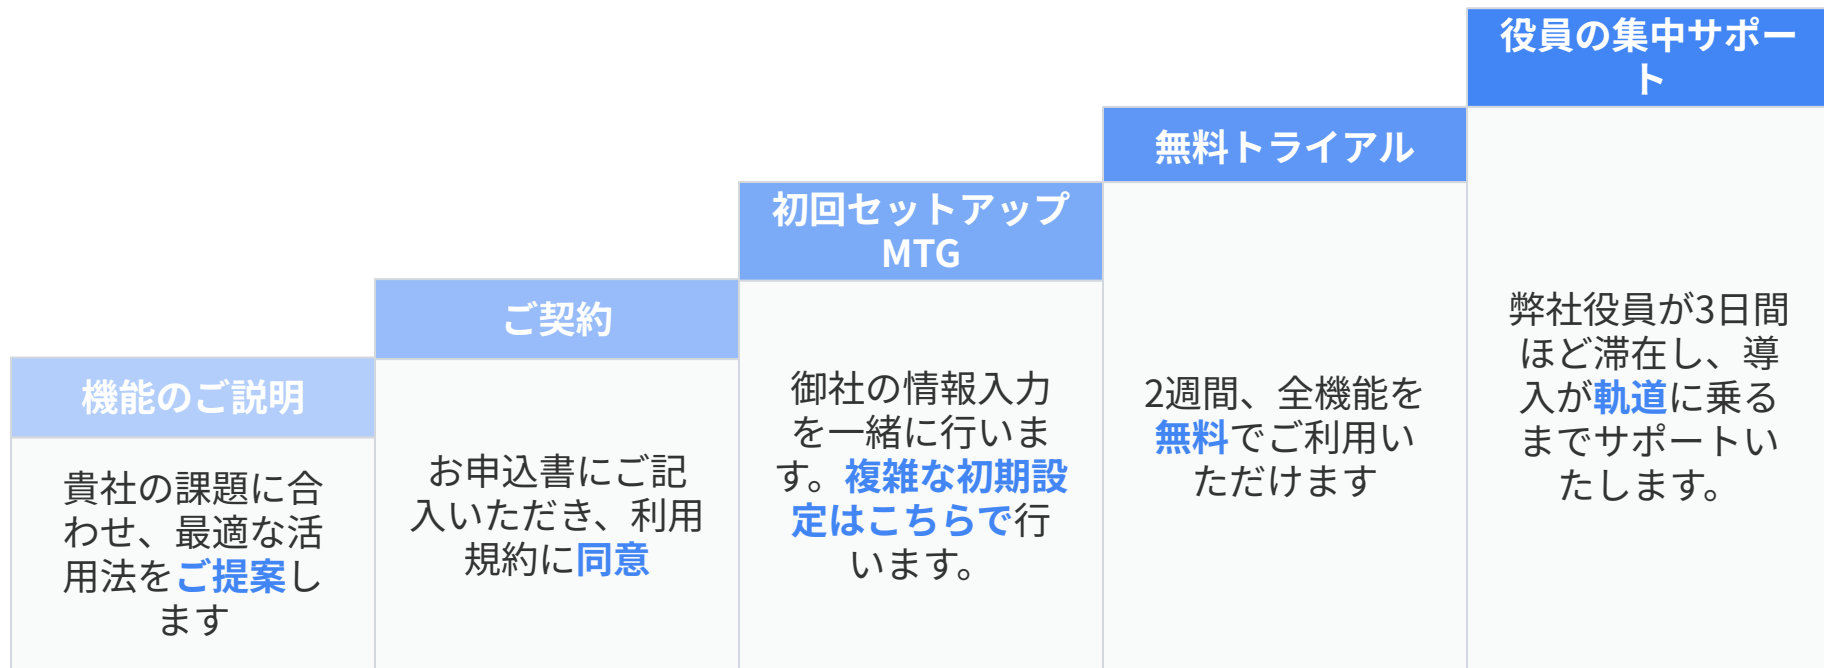 機能のご説明
貴社の課題に合
わせ、最適な活
用法をご提案し
ます
ご契約
お申込書にご記
入いただき、利用
規約に同意
初回セットアップ
MTG
御社の情報入力
を一緒に行いま
す。複雑な初期設
定はこちらで行
います。
無料トライアル
2週間、全機能を
無料でご利用い
ただけます
役員の集中サポー
ト
弊社役員が3日間
ほど滞在し、導
入が軌道に乗る
までサポートい
たします。